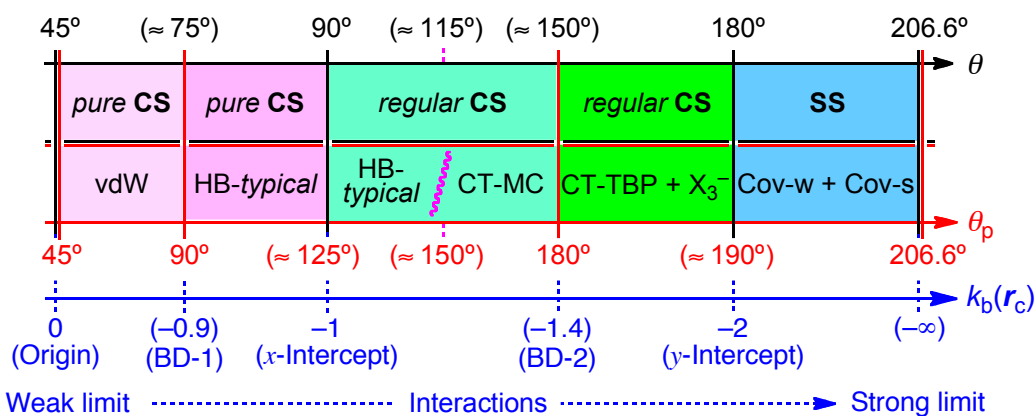 45º (≈ 75º) 90º (≈ 115º) (≈ 150º) 180º 206.6º
θ
pure CS pure CS regular CS regular CS SS
vdW HB-typical HB-typical CT-MC CT-TBP + X₃⁻ Cov-w + Cov-s
θp
45º 90º (≈ 125º) (≈ 150º) 180º (≈ 190º) 206.6º
kb(rc)
0 (–0.9) –1 (–1.4) –2 (–∞)
(Origin) (BD-1) (x-Intercept) (BD-2) (y-Intercept)
Weak limit Interactions Strong limit